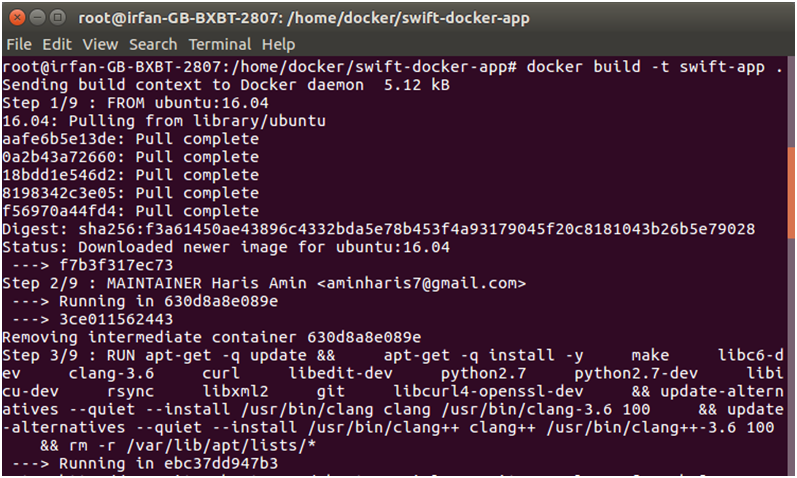 root@irfan-GB-BXBT-2807: /home/docker/swift-docker-app
File Edit View Search Terminal Help
root@irfan-GB-BXBT-2807:/home/docker/swift-docker-app# docker build -t swift-app .
Sending build context to Docker daemon  5.12 kB
Step 1/9 : FROM ubuntu:16.04
16.04: Pulling from library/ubuntu
aafe6b5e13de: Pull complete
0a2b43a72660: Pull complete
18bdd1e546d2: Pull complete
8198342c3e05: Pull complete
f56970a44fd4: Pull complete
Digest: sha256:f3a61450ae43896c4332bda5e78b453f4a93179045f20c8181043b26b5e79028
Status: Downloaded newer image for ubuntu:16.04
 ---> f7b3f317ec73
Step 2/9 : MAINTAINER Haris Amin <aminharis7@gmail.com>
 ---> Running in 630d8a8e089e
 ---> 3ce011562443
Removing intermediate container 630d8a8e089e
Step 3/9 : RUN apt-get -q update &&     apt-get -q install -y     make     libc6-d
ev     clang-3.6     curl     libedit-dev     python2.7     python2.7-dev     libi
cu-dev     rsync     libxml2     git     libcurl4-openssl-dev     && update-altern
atives --quiet --install /usr/bin/clang clang /usr/bin/clang-3.6 100     && update
-alternatives --quiet --install /usr/bin/clang++ clang++ /usr/bin/clang++-3.6 100
    && rm -r /var/lib/apt/lists/*
 ---> Running in ebc37dd947b3